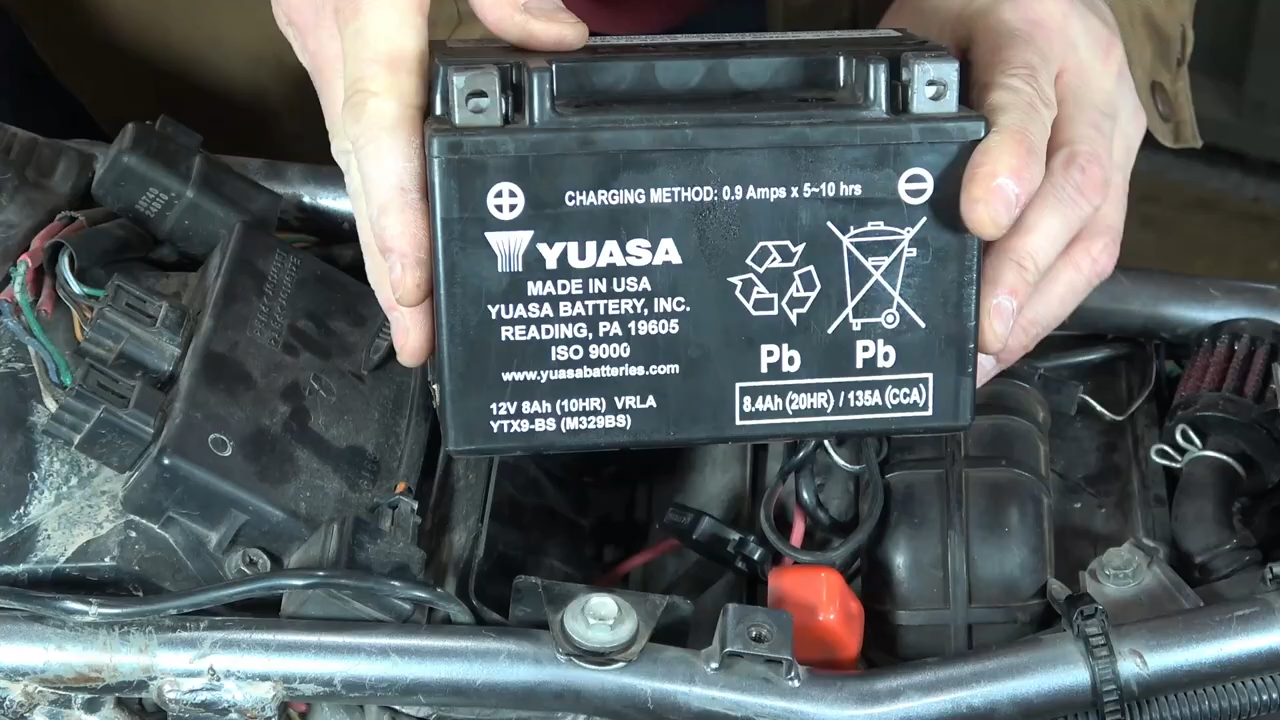 CHARGING METHOD: 0.9 Amps x 5~10 hrs
YUASA
MADE IN USA
YUASA BATTERY, INC.
READING, PA 19605
ISO 9000
www.yuasabatteries.com
12V 8Ah (10HR) VRLA
YTX9-BS (M329BS)
Pb
Pb
8.4Ah (20HR) / 135A (CCA)